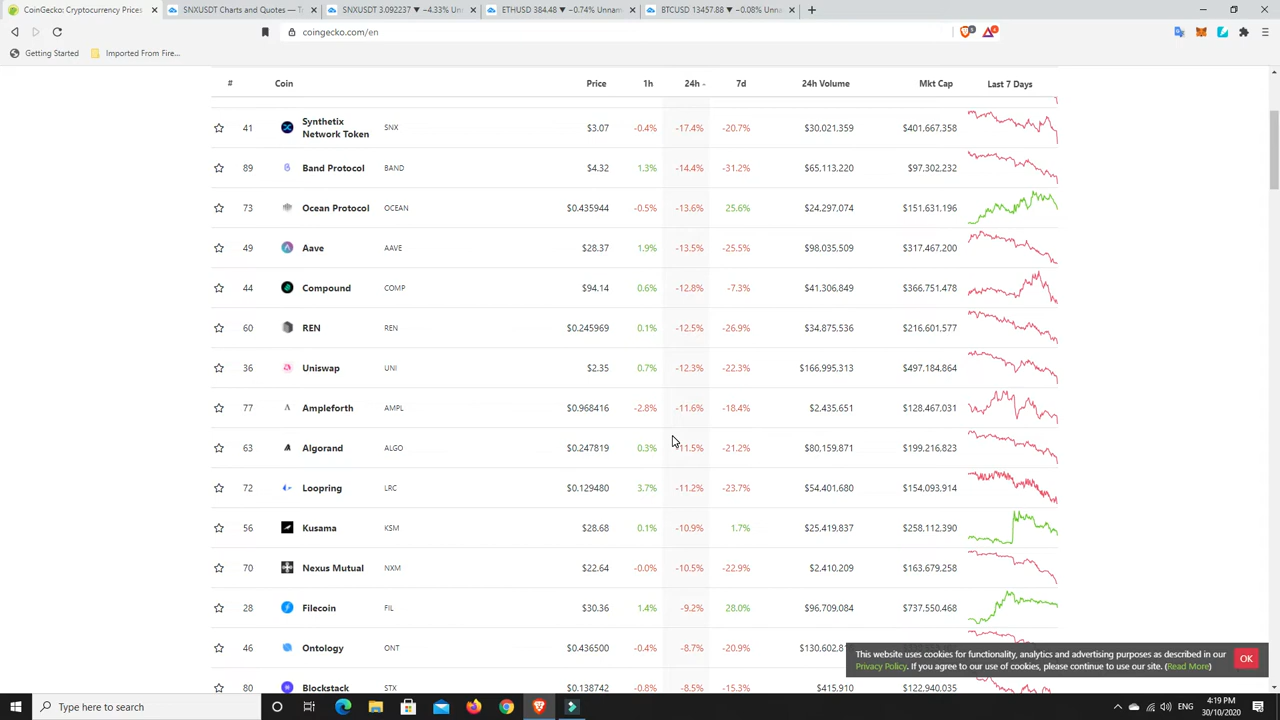 CoinGecko: Cryptocurrency Prices
SNXUSDT Charts and Quotes — T
SNXUSDT 3.092237 ▼ −4.33% Un
ETHUSD 384.48 ▼ −0.74% Unnam
BTCUSD 13457.88 ▼ −0.08% Unnam
coingecko.com/en
Getting Started
Imported From Fire...
# Coin Price 1h 24h 7d 24h Volume Mkt Cap Last 7 Days
41 Synthetix Network Token SNX $3.07 -0.4% -17.4% -20.7% $30,021,359 $401,667,358
89 Band Protocol BAND $4.32 1.3% -14.4% -31.2% $65,113,220 $97,302,232
73 Ocean Protocol OCEAN $0.435944 -0.5% -13.6% 25.6% $24,297,074 $151,631,196
49 Aave AAVE $28.37 1.9% -13.5% -25.5% $98,035,509 $317,467,200
44 Compound COMP $94.14 0.6% -12.8% -7.3% $41,306,849 $366,751,478
60 REN REN $0.245969 0.1% -12.5% -26.9% $34,875,536 $216,601,577
36 Uniswap UNI $2.35 0.7% -12.3% -22.3% $166,995,313 $497,184,864
77 Ampleforth AMPL $0.968416 -2.8% -11.6% -18.4% $2,435,651 $128,467,031
63 Algorand ALGO $0.247819 0.3% 11.5% -21.2% $80,159,871 $199,216,823
72 Loopring LRC $0.129480 3.7% -11.2% -23.7% $54,401,680 $154,093,914
56 Kusama KSM $28.68 0.1% -10.9% 1.7% $25,419,837 $258,112,390
70 Nexus Mutual NXM $22.64 -0.0% -10.5% -22.9% $2,410,209 $163,679,258
28 Filecoin FIL $30.36 1.4% -9.2% 28.0% $96,709,084 $737,550,468
46 Ontology ONT $0.436500 -0.4% -8.7% -20.9% $130,602,8
80 Blockstack STX $0.138742 -0.8% -8.5% -15.3% $415,910 $122,940,035
This website uses cookies for functionality, analytics and advertising purposes as described in our
Privacy Policy. If you agree to our use of cookies, please continue to use our site. (Read More)
OK
Type here to search
ENG
4:19 PM
30/10/2020